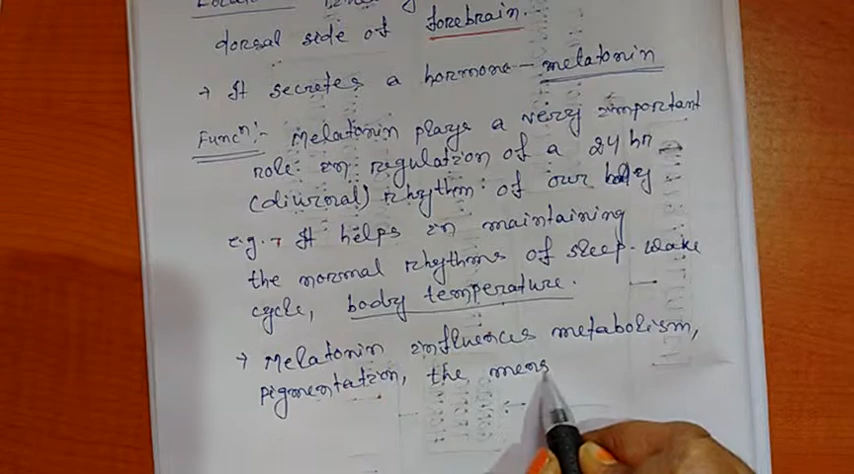 dorsal side of forebrain.
→ It secretes a hormone - melatonin
Funcⁿ:- Melatonin plays a very important
role in regulation of a 24 hr
(diurnal) rhythm of our body
e.g. → It helps in maintaining
the normal rhythms of sleep-wake
cycle, body temperature.
→ Melatonin influences metabolism,
pigmentation, the mens